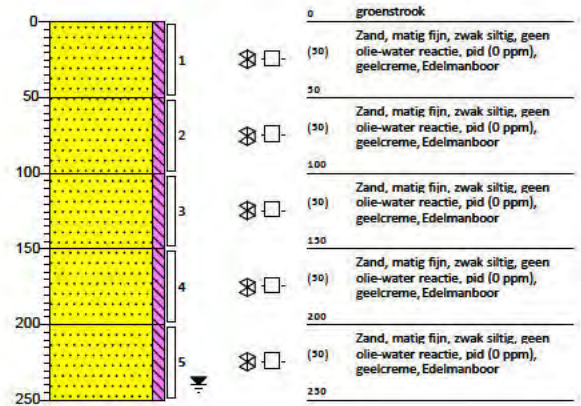 0
0 groenstrook
1
(50)
Zand, matig fijn, zwak siltig, geen
olie-water reactie, pid (0 ppm),
geelcreme, Edelmanboor
50
50
2
(50)
Zand, matig fijn, zwak siltig, geen
olie-water reactie, pid (0 ppm),
geelcreme, Edelmanboor
100
100
3
(50)
Zand, matig fijn, zwak siltig, geen
olie-water reactie, pid (0 ppm),
geelcreme, Edelmanboor
150
150
4
(50)
Zand, matig fijn, zwak siltig, geen
olie-water reactie, pid (0 ppm),
geelcreme, Edelmanboor
200
200
5
(50)
Zand, matig fijn, zwak siltig, geen
olie-water reactie, pid (0 ppm),
geelcreme, Edelmanboor
250
250